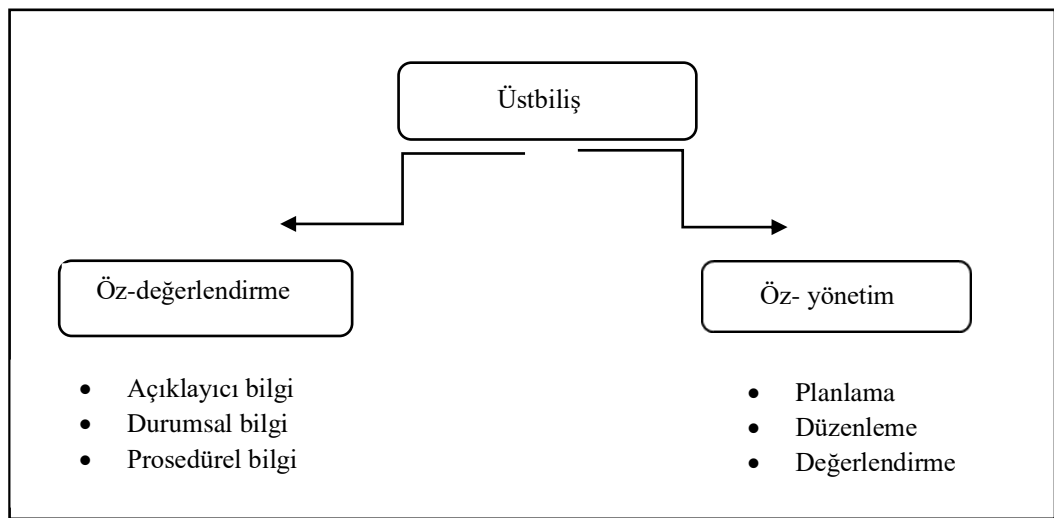 Üstbiliş
Öz-değerlendirme
• Açıklayıcı bilgi
• Durumsal bilgi
• Prosedürel bilgi
Öz- yönetim
• Planlama
• Düzenleme
• Değerlendirme